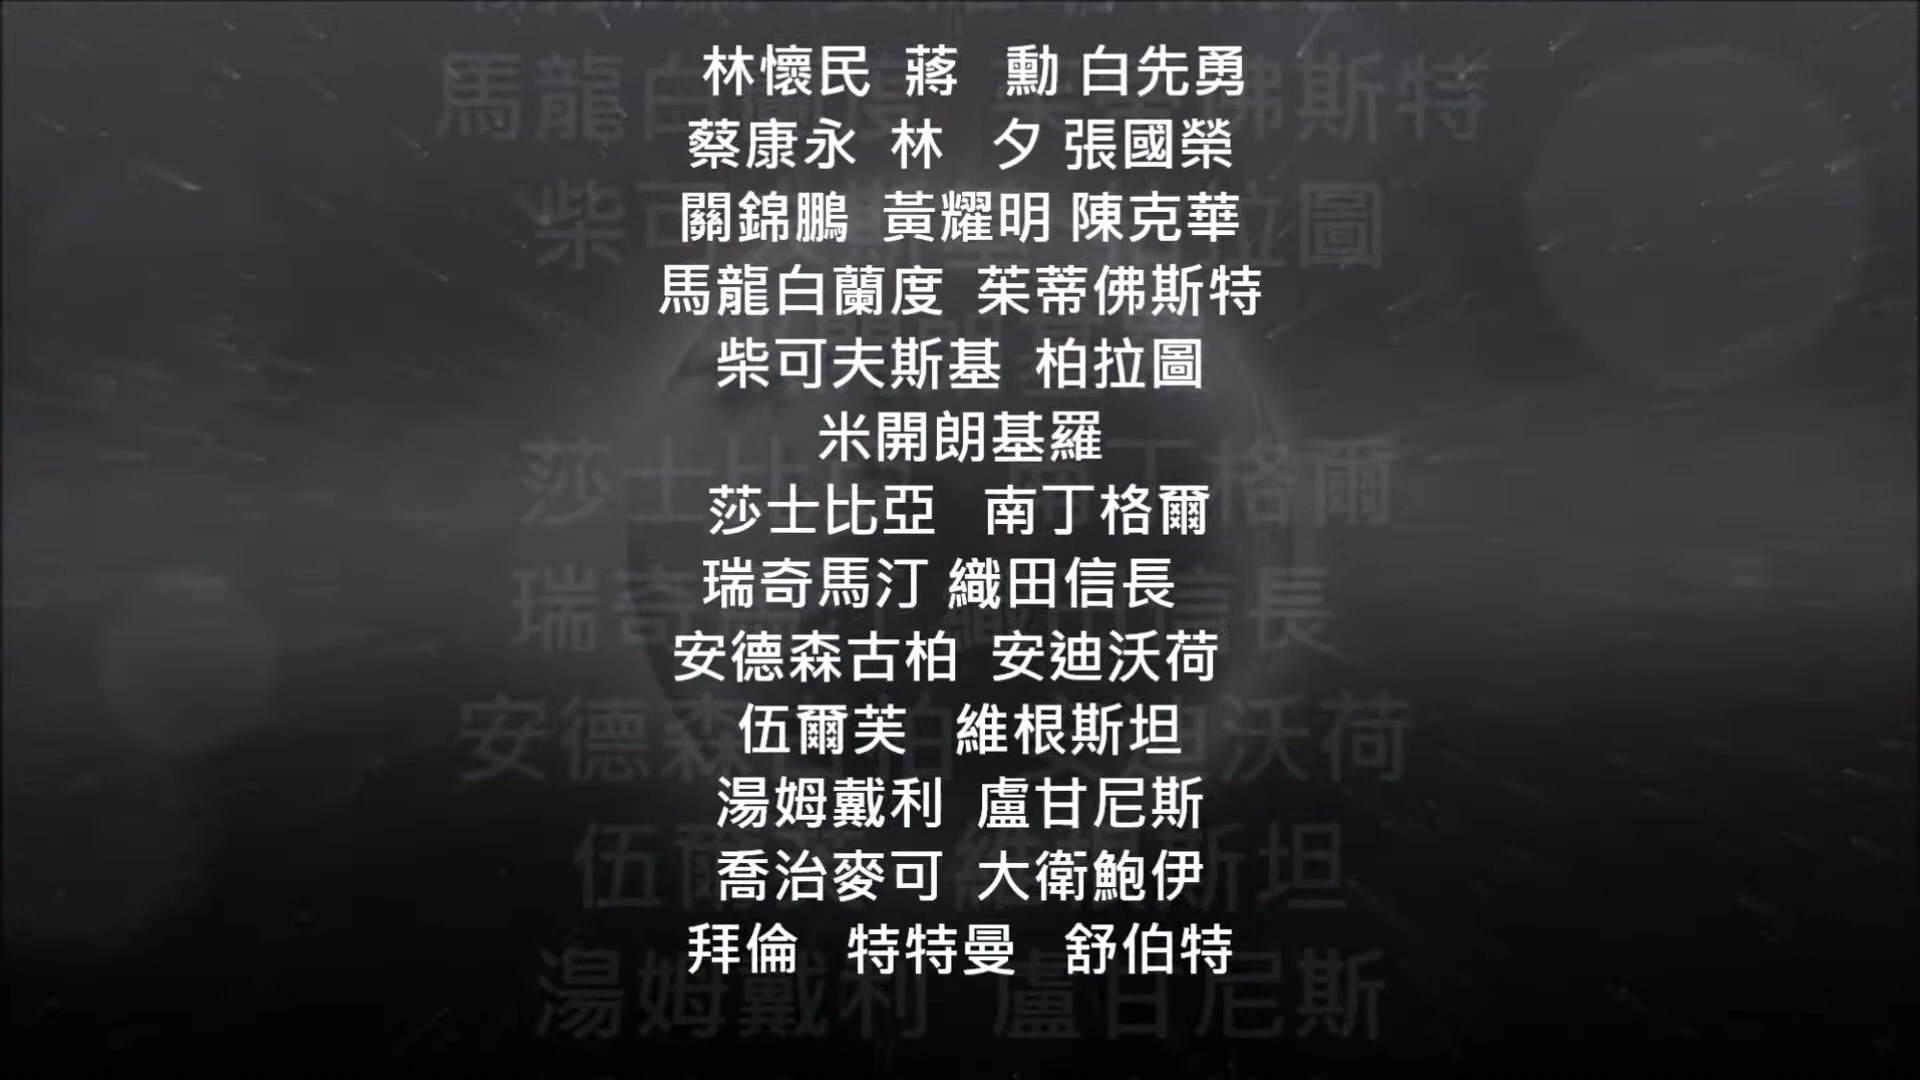 林懷民 蔣 勳 白先勇
蔡康永 林 夕 張國榮
關錦鵬 黃耀明 陳克華
馬龍白蘭度 茱蒂佛斯特
柴可夫斯基 柏拉圖
米開朗基羅
莎士比亞 南丁格爾
瑞奇馬汀 織田信長
安德森古柏 安迪沃荷
伍爾芙 維根斯坦
湯姆戴利 盧甘尼斯
喬治麥可 大衛鮑伊
拜倫 特特曼 舒伯特